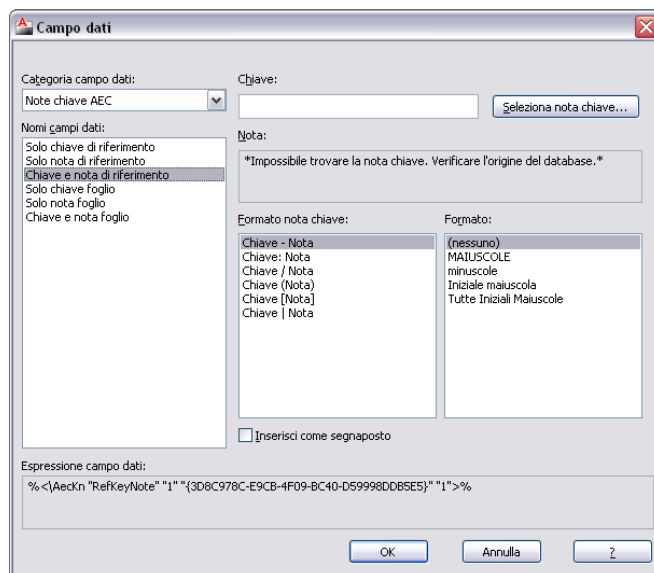 Campo dati
Categoria campo dati:
Note chiave AEC
Nomi campi dati:
Solo chiave di riferimento
Solo nota di riferimento
Chiave e nota di riferimento
Solo chiave foglio
Solo nota foglio
Chiave e nota foglio
Chiave:
Seleziona nota chiave...
Nota:
*Impossibile trovare la nota chiave. Verificare l'origine del database.*
Formato nota chiave:
Chiave - Nota
Chiave: Nota
Chiave / Nota
Chiave (Nota)
Chiave [Nota]
Chiave | Nota
Formato:
(nessuno)
MAIUSCOLE
minuscole
Iniziale maiuscola
Tutte Iniziali Maiuscole
Inserisci come segnaposto
Espressione campo dati:
%<\AecKn "RefKeyNote" "1" "{3D8C978C-E9CB-4F09-BC40-D59998DDB5E5}" "1">%
OK
Annulla
?